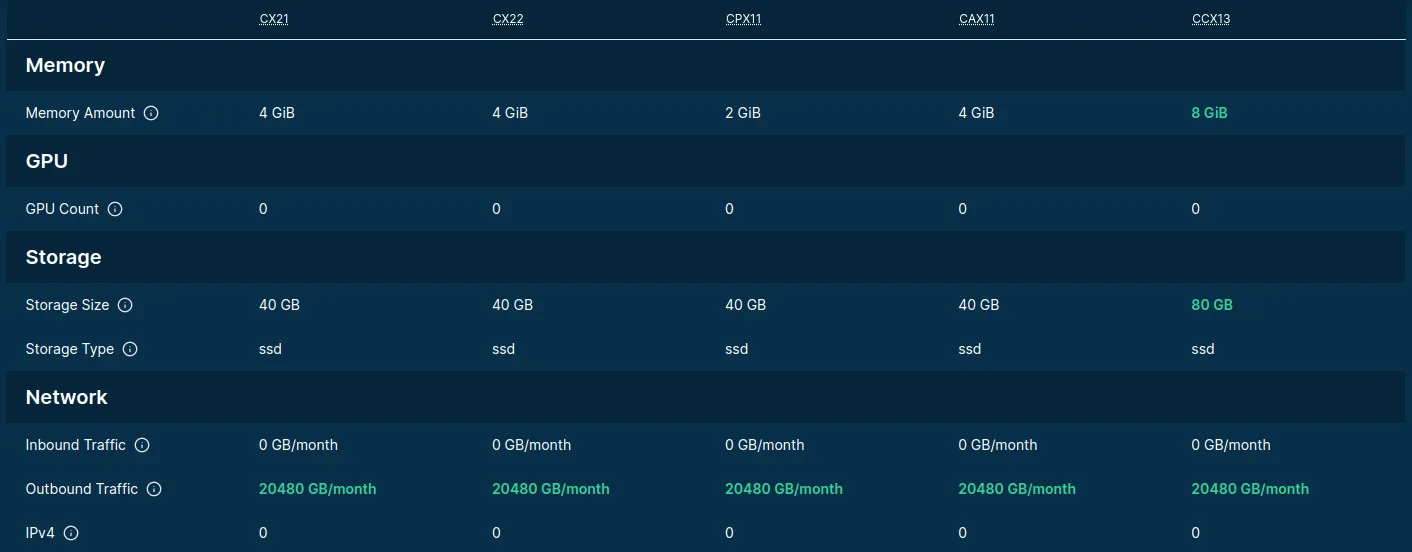 CX21 CX22 CPX11 CAX11 CCX13
Memory
Memory Amount 4 GiB 4 GiB 2 GiB 4 GiB 8 GiB
GPU
GPU Count 0 0 0 0 0
Storage
Storage Size 40 GB 40 GB 40 GB 40 GB 80 GB
Storage Type ssd ssd ssd ssd ssd
Network
Inbound Traffic 0 GB/month 0 GB/month 0 GB/month 0 GB/month 0 GB/month
Outbound Traffic 20480 GB/month 20480 GB/month 20480 GB/month 20480 GB/month 20480 GB/month
IPv4 0 0 0 0 0